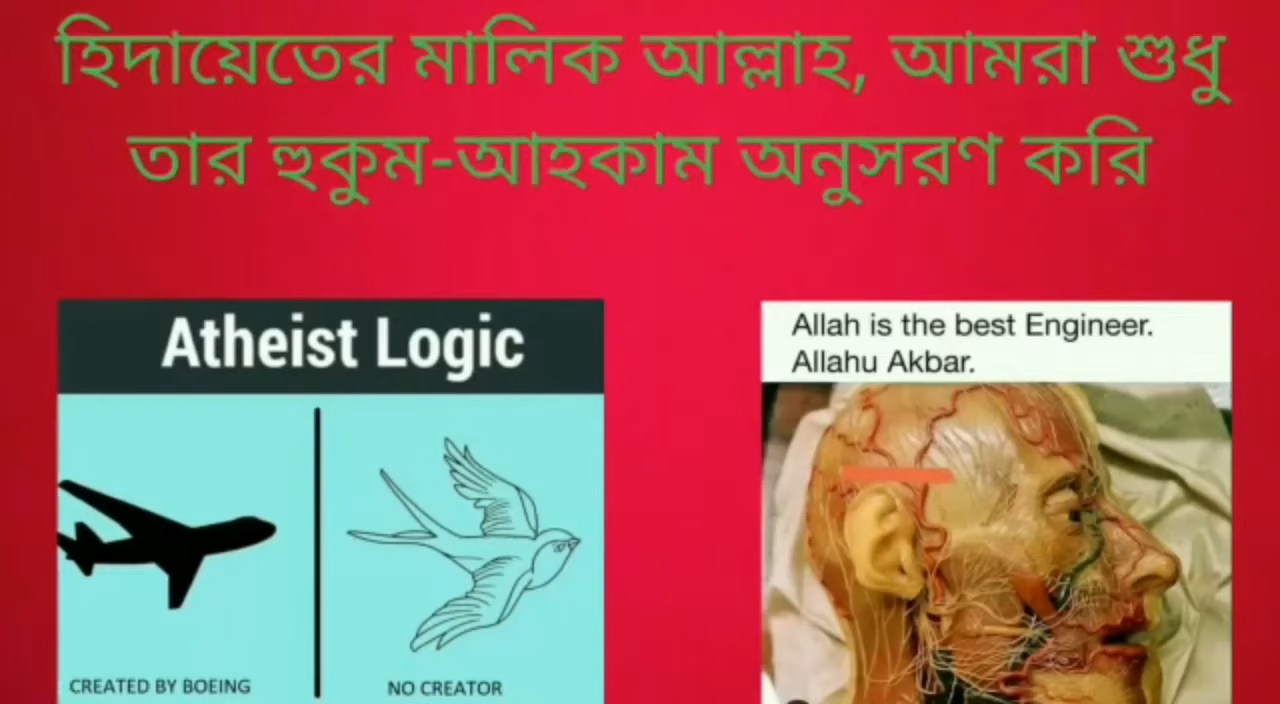 হিদায়েতের মালিক আল্লাহ, আমরা শুধু
তার হুকুম-আহকাম অনুসরণ করি
Atheist Logic
CREATED BY BOEING
NO CREATOR
Allah is the best Engineer.
Allahu Akbar.